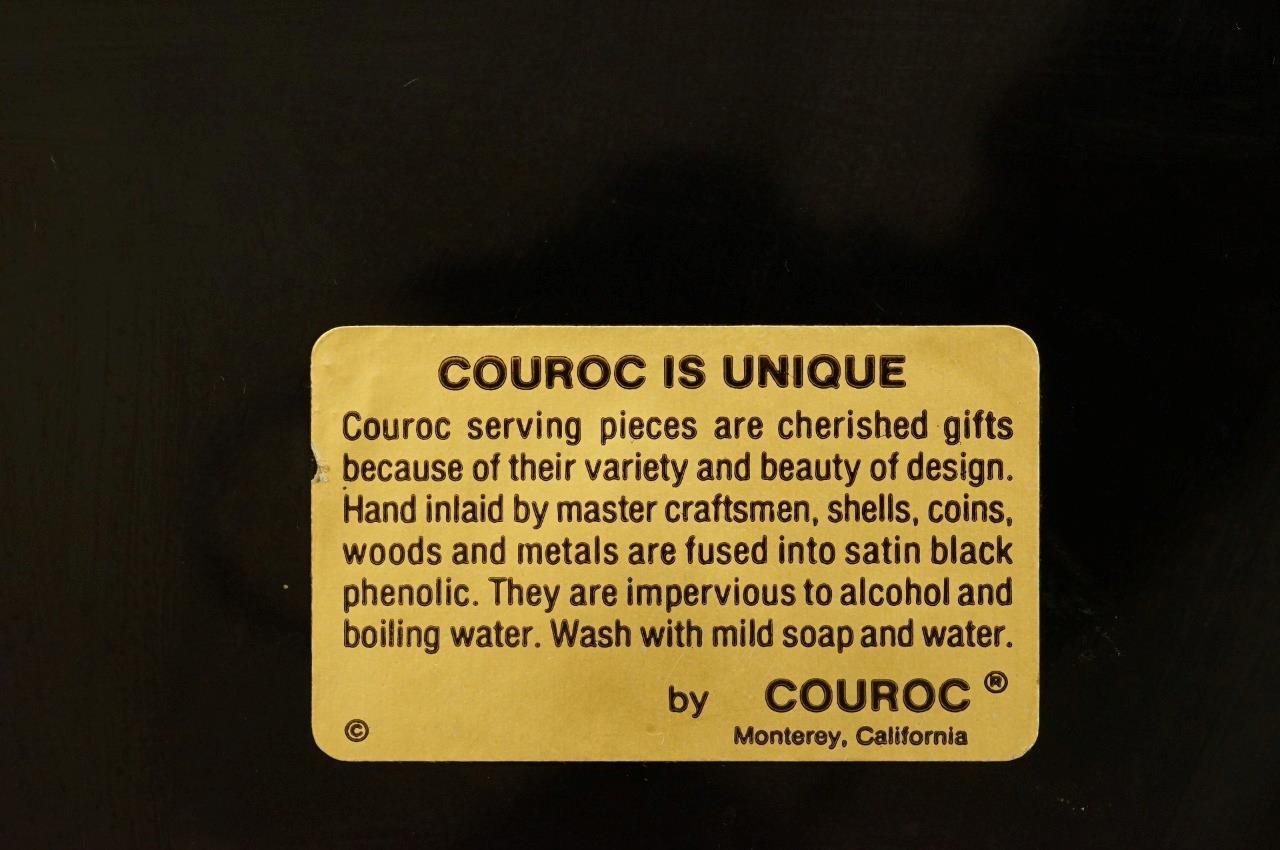 COUROC IS UNIQUE
Couroc serving pieces are cherished gifts
because of their variety and beauty of design.
Hand inlaid by master craftsmen, shells, coins,
woods and metals are fused into satin black
phenolic. They are impervious to alcohol and
boiling water. Wash with mild soap and water.
by COUROC ®
© Monterey, California